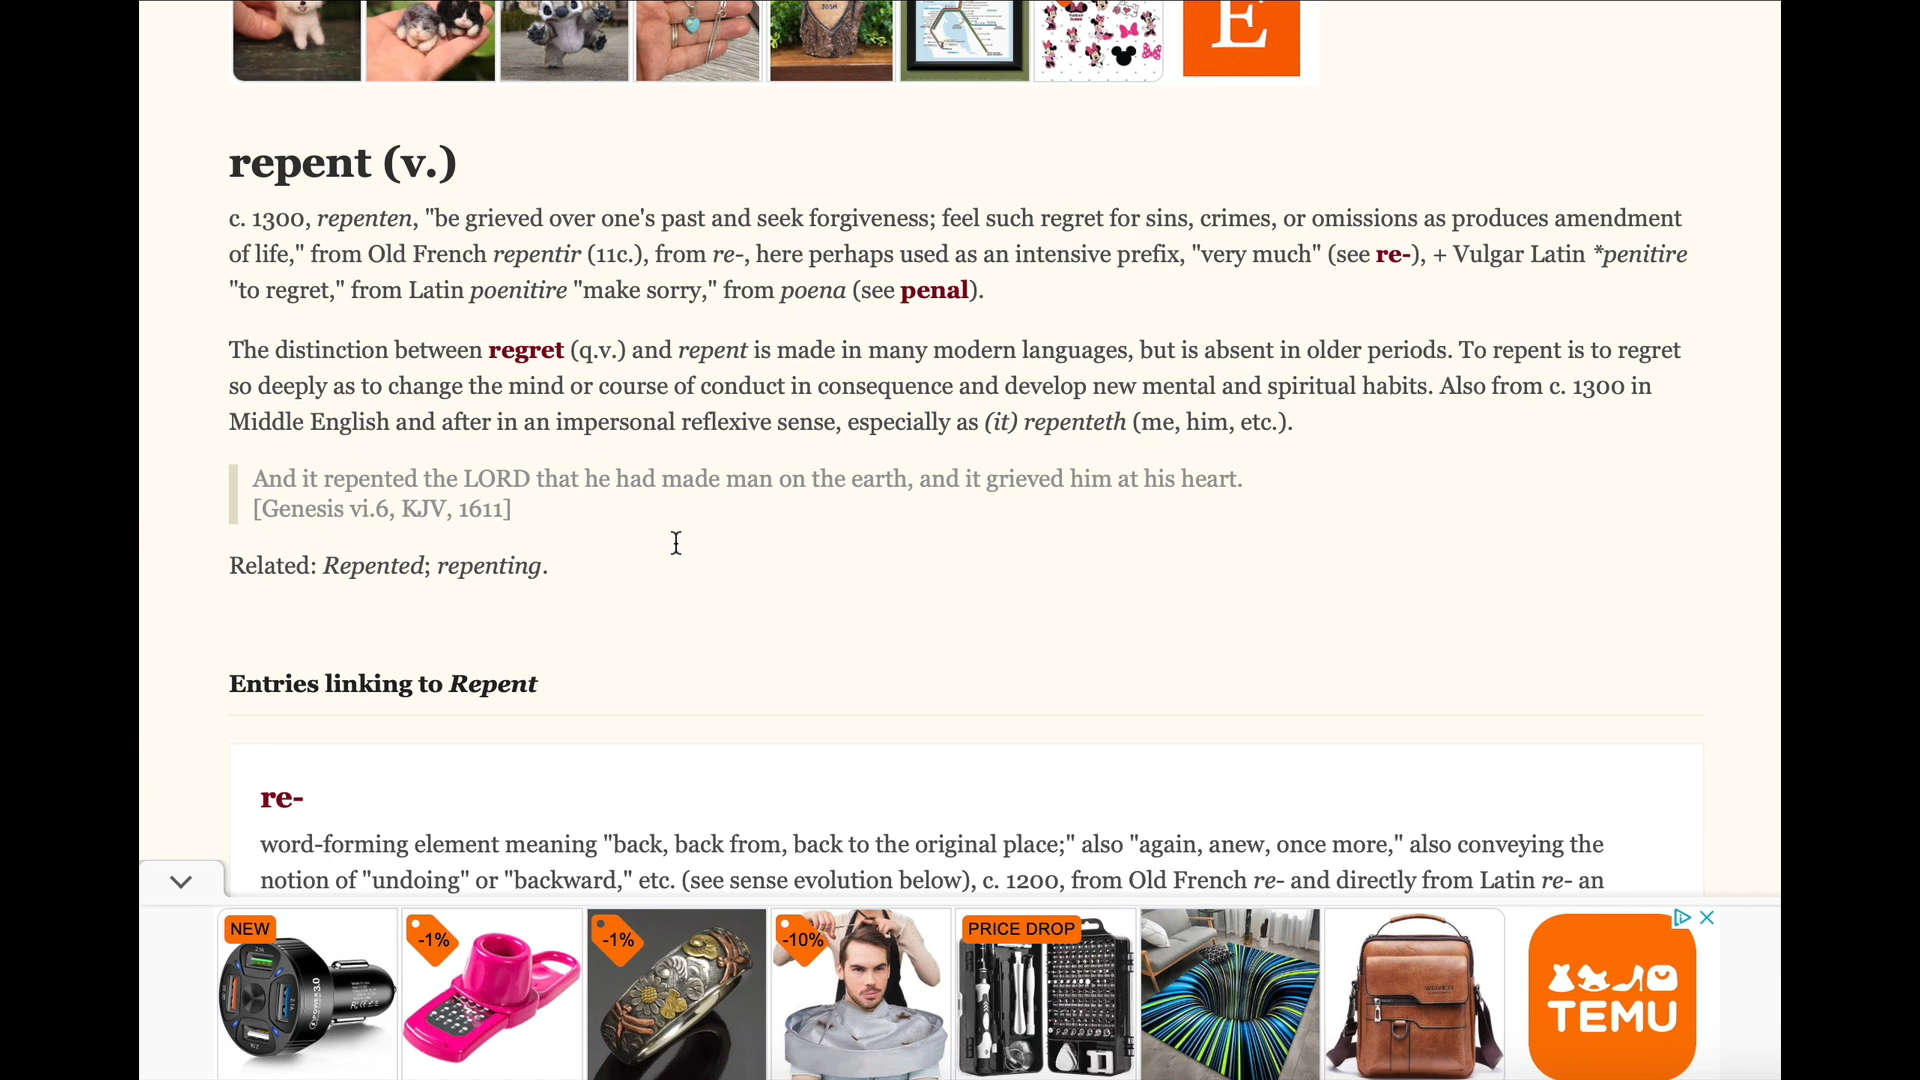 JOSH
E
repent (v.)
c. 1300, repenten, "be grieved over one's past and seek forgiveness; feel such regret for sins, crimes, or omissions as produces amendment
of life," from Old French repentir (11c.), from re-, here perhaps used as an intensive prefix, "very much" (see re-), + Vulgar Latin *penitire
"to regret," from Latin poenitire "make sorry," from poena (see penal).
The distinction between regret (q.v.) and repent is made in many modern languages, but is absent in older periods. To repent is to regret
so deeply as to change the mind or course of conduct in consequence and develop new mental and spiritual habits. Also from c. 1300 in
Middle English and after in an impersonal reflexive sense, especially as (it) repenteth (me, him, etc.).
And it repented the LORD that he had made man on the earth, and it grieved him at his heart.
[Genesis vi.6, KJV, 1611]
Related: Repented; repenting.
Entries linking to Repent
re-
word-forming element meaning "back, back from, back to the original place;" also "again, anew, once more," also conveying the
notion of "undoing" or "backward," etc. (see sense evolution below), c. 1200, from Old French re- and directly from Latin re- an
NEW
-1%
-1%
-10%
PRICE DROP
TEMU